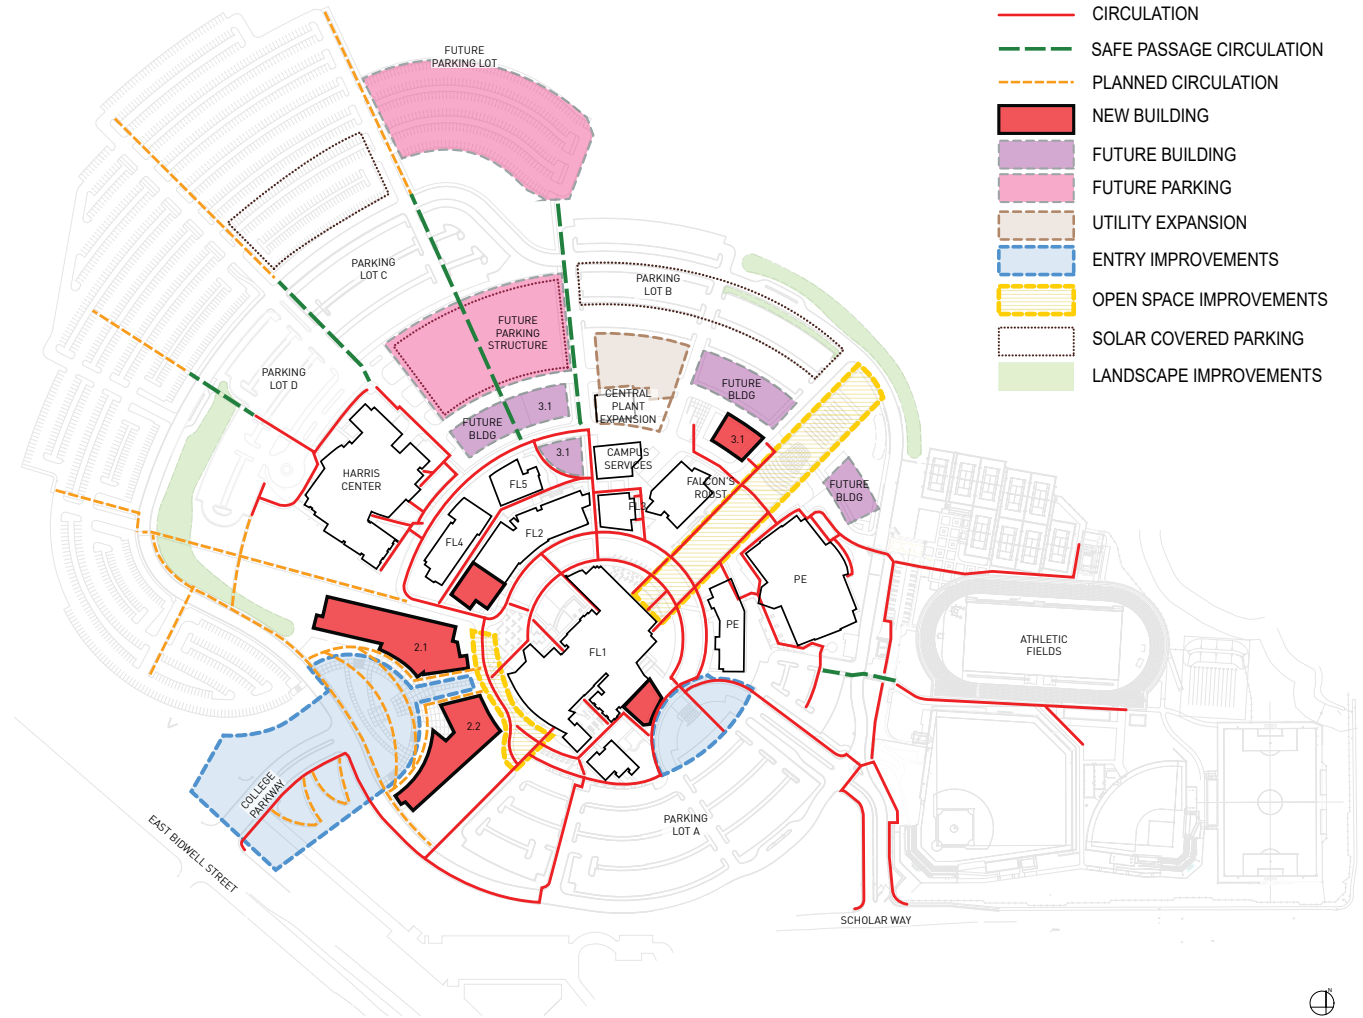 CIRCULATION
SAFE PASSAGE CIRCULATION
PLANNED CIRCULATION
NEW BUILDING
FUTURE BUILDING
FUTURE PARKING
UTILITY EXPANSION
ENTRY IMPROVEMENTS
OPEN SPACE IMPROVEMENTS
SOLAR COVERED PARKING
LANDSCAPE IMPROVEMENTS
FUTURE
PARKING LOT
PARKING
LOT C
PARKING
LOT B
FUTURE
PARKING
STRUCTURE
PARKING
LOT D
FUTURE
BLDG
3.1
CENTRAL
PLANT
EXPANSION
FUTURE
BLDG
3.1
3.1
CAMPUS
SERVICES
HARRIS
CENTER
FL5
FALCON'S
ROOST
FUTURE
BLDG
FL3
FL4
FL2
PE
PE
ATHLETIC
FIELDS
2.1
FL1
2.2
COLLEGE
PARKWAY
EAST BIDWELL STREET
PARKING
LOT A
SCHOLAR WAY
N